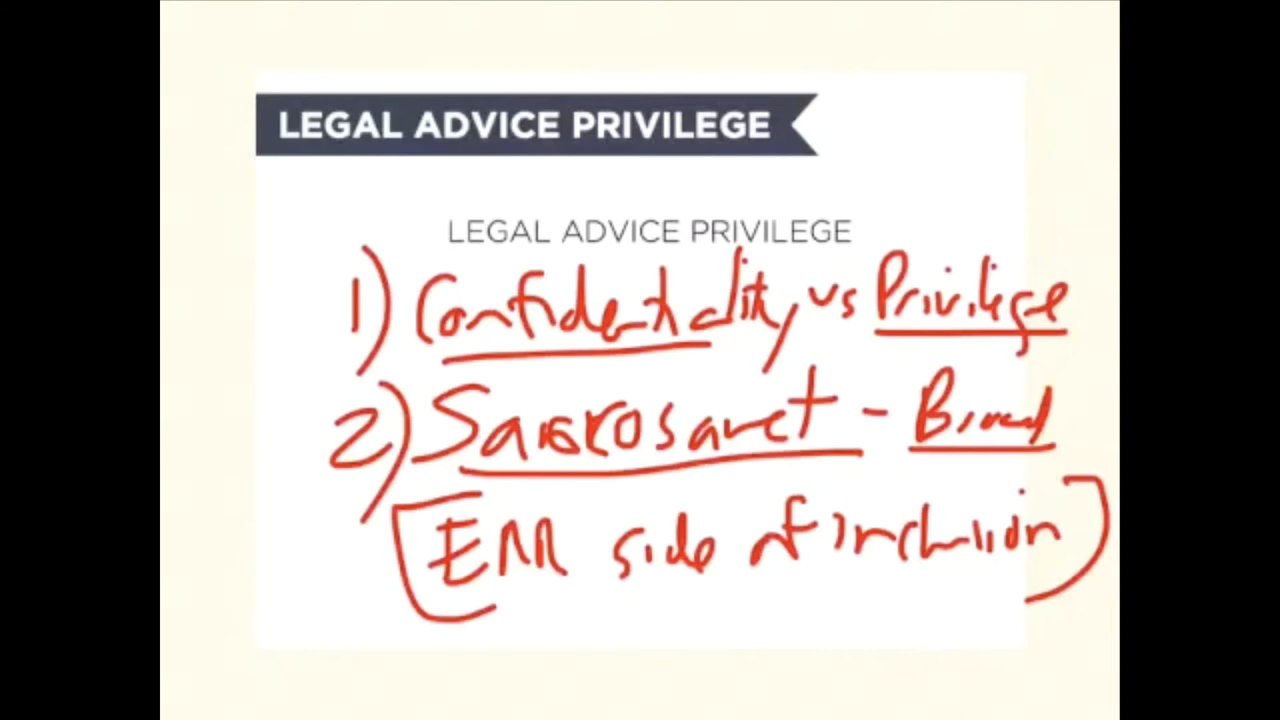 LEGAL ADVICE PRIVILEGE
LEGAL ADVICE PRIVILEGE
1) Confidentiality vs Privilege
2) Sacrosanct - Broad
[ERR side of inclusion]